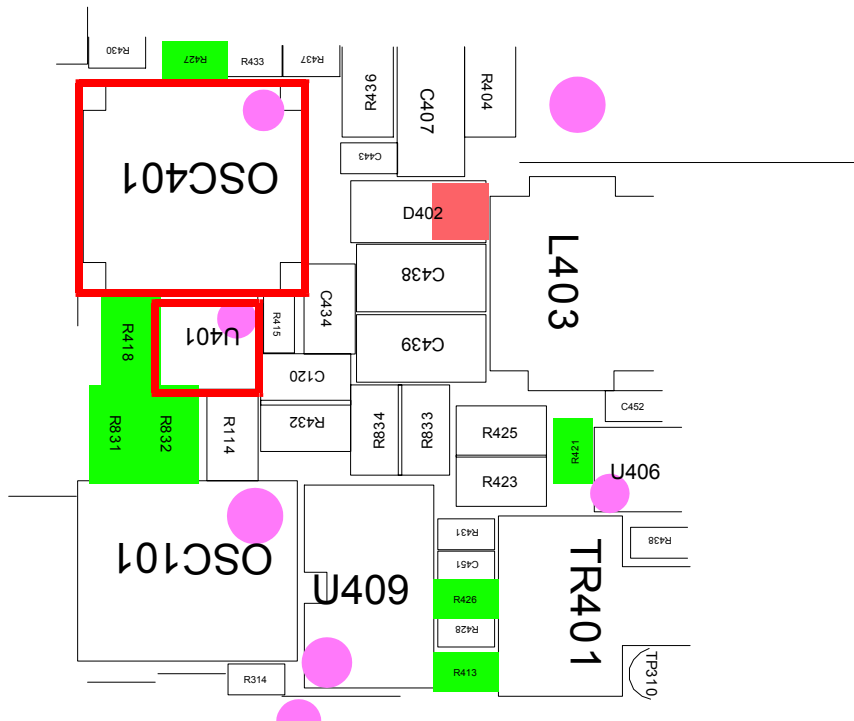 R430
R427
R433
R437
R436
C407
R404
C443
OSC401
D402
L403
C438
C434
R418
U401
R415
C439
C120
C452
R831
R832
R114
R432
R834
R833
R425
R421
U406
R423
OSC101
U409
R431
TR401
R438
C451
R426
R428
R413
R314
TP310